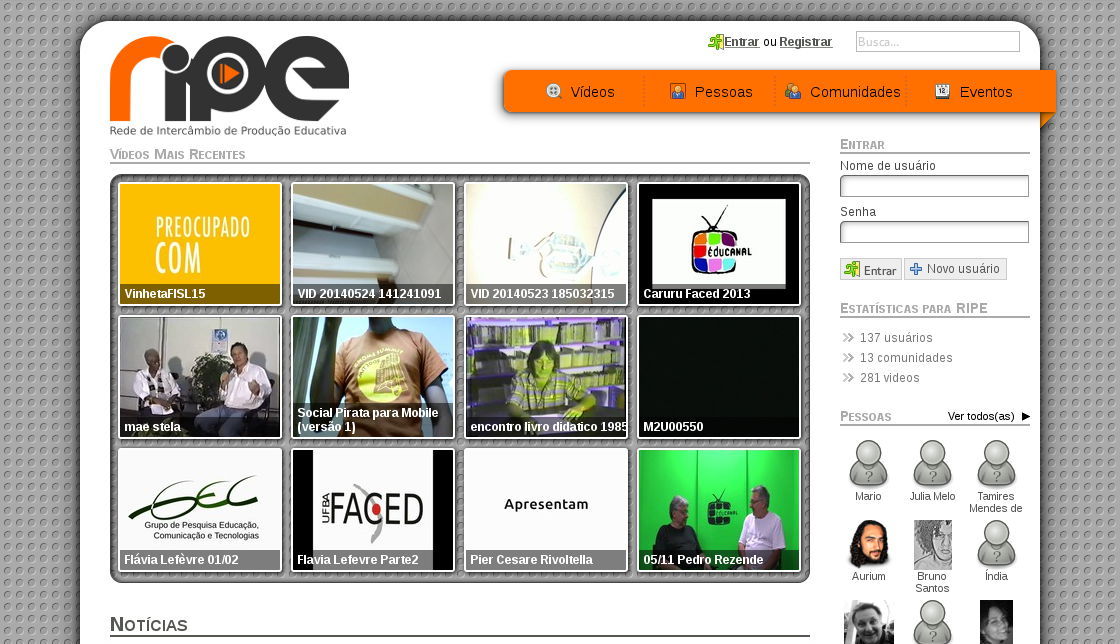 Entrar ou Registrar
Busca...
ripe
Rede de Intercâmbio de Produção Educativa
Vídeos
Pessoas
Comunidades
12
Eventos
Vídeos Mais Recentes
PREOCUPADO
COM
VinhetaFISL15
VID 20140524 141241091
VID 20140523 185032315
EDUCANAL
Caruru Faced 2013
mae stela
Social Pirata para Mobile
(versão 1)
encontro livro didatico 1985
M2U00550
GEC
Grupo de Pesquisa Educação,
Comunicação e Tecnologias
Flávia Lefèvre 01/02
UFBA
FACED
Flavia Lefevre Parte2
Apresentam
Pier Cesare Rivoltella
EDUCANAL
05/11 Pedro Rezende
Notícias
Entrar
Nome de usuário
Senha
Entrar
Novo usuário
Estatísticas para RIPE
137 usuários
13 comunidades
281 videos
Pessoas
Ver todos(as)
Mario
Julia Melo
Tamires
Mendes de
Aurium
Bruno
Santos
Índia